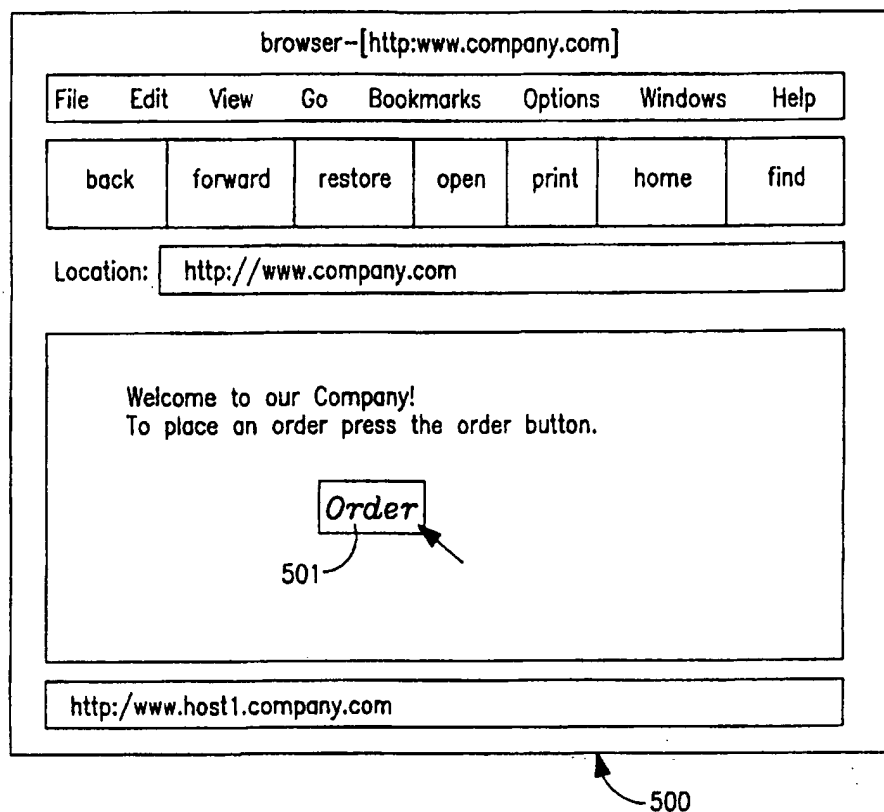 browser-[http:www.company.com]
File Edit View Go Bookmarks Options Windows Help
back forward restore open print home find
Location: http://www.company.com
Welcome to our Company!
To place an order press the order button.
Order
501
http:/www.host1.company.com
500